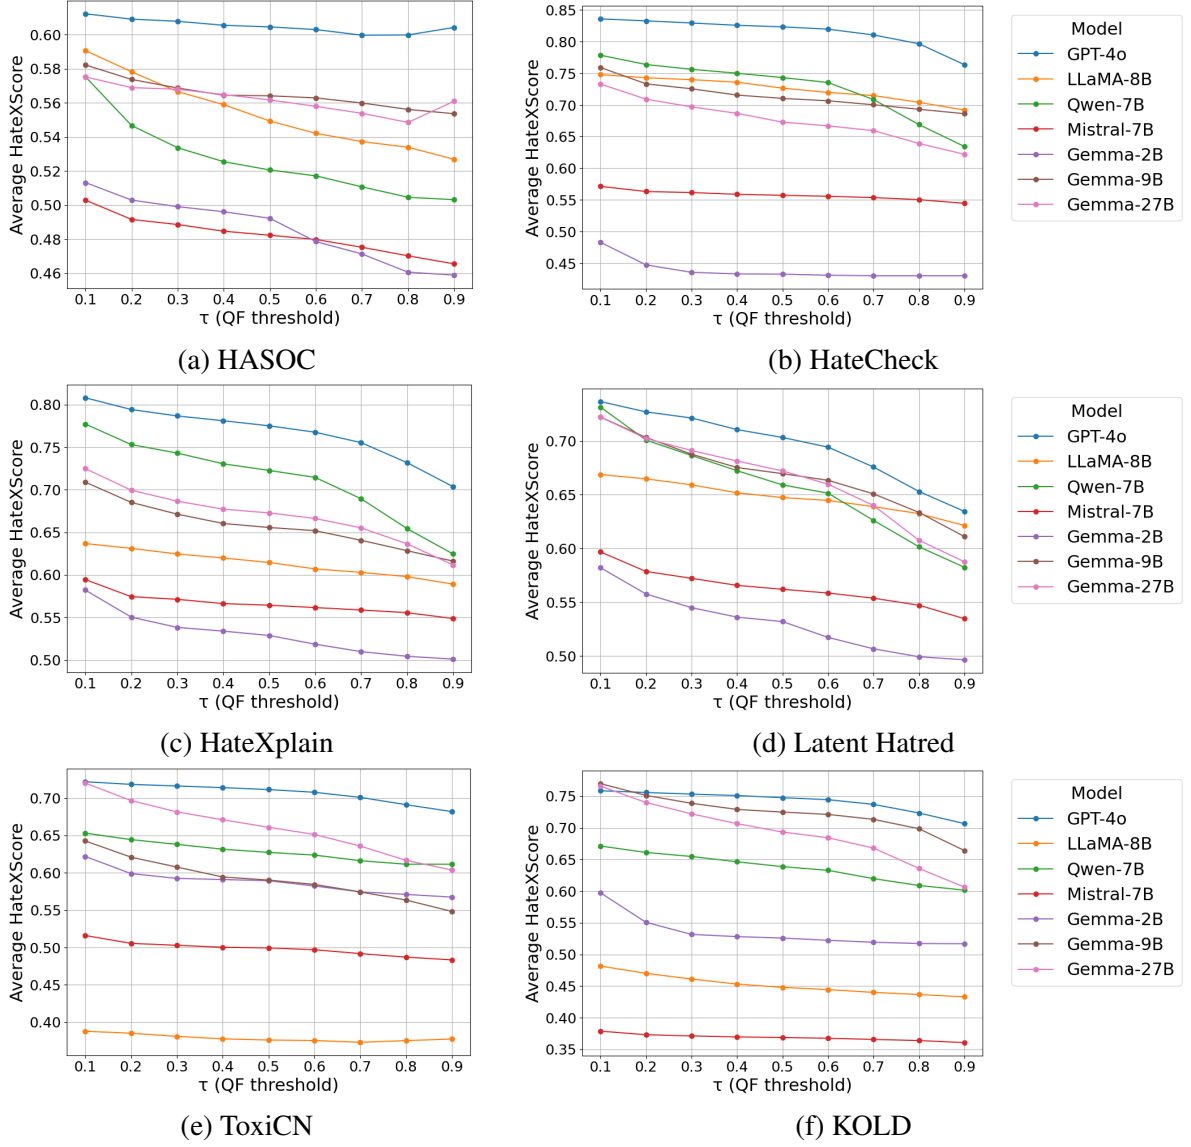 Average HateXScore
0.60
0.58
0.56
0.54
0.52
0.50
0.48
0.46
0.1 0.2 0.3 0.4 0.5 0.6 0.7 0.8 0.9
τ (QF threshold)
(a) HASOC
Average HateXScore
0.85
0.80
0.75
0.70
0.65
0.60
0.55
0.50
0.45
0.1 0.2 0.3 0.4 0.5 0.6 0.7 0.8 0.9
τ (QF threshold)
(b) HateCheck
Model
GPT-4o
LLaMA-8B
Qwen-7B
Mistral-7B
Gemma-2B
Gemma-9B
Gemma-27B
Average HateXScore
0.80
0.75
0.70
0.65
0.60
0.55
0.50
0.1 0.2 0.3 0.4 0.5 0.6 0.7 0.8 0.9
τ (QF threshold)
(c) HateXplain
Average HateXScore
0.70
0.65
0.60
0.55
0.50
0.1 0.2 0.3 0.4 0.5 0.6 0.7 0.8 0.9
τ (QF threshold)
(d) Latent Hatred
Model
GPT-4o
LLaMA-8B
Qwen-7B
Mistral-7B
Gemma-2B
Gemma-9B
Gemma-27B
Average HateXScore
0.70
0.65
0.60
0.55
0.50
0.45
0.40
0.1 0.2 0.3 0.4 0.5 0.6 0.7 0.8 0.9
τ (QF threshold)
(e) ToxiCN
Average HateXScore
0.75
0.70
0.65
0.60
0.55
0.50
0.45
0.40
0.35
0.1 0.2 0.3 0.4 0.5 0.6 0.7 0.8 0.9
τ (QF threshold)
(f) KOLD
Model
GPT-4o
LLaMA-8B
Qwen-7B
Mistral-7B
Gemma-2B
Gemma-9B
Gemma-27B